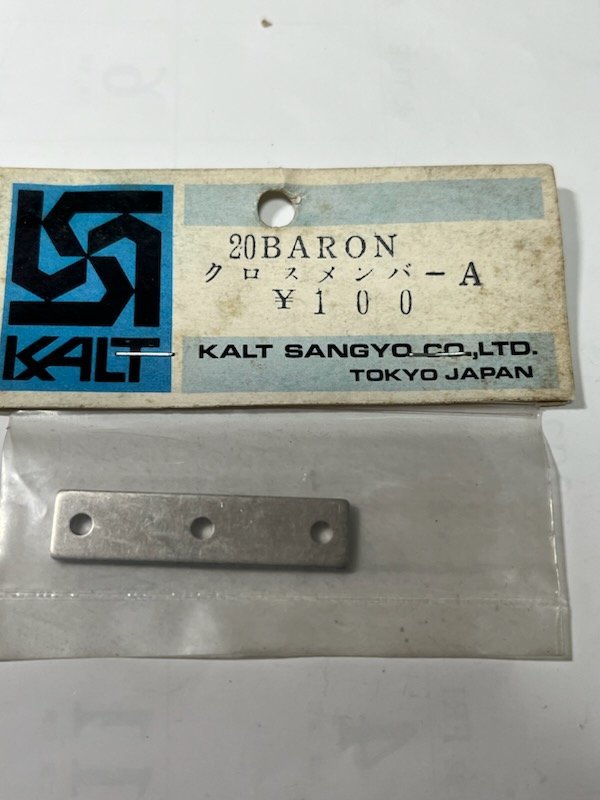 20BARON
クロスメンバーA
¥100
KALT
KALT SANGYO CO.,LTD.
TOKYO JAPAN